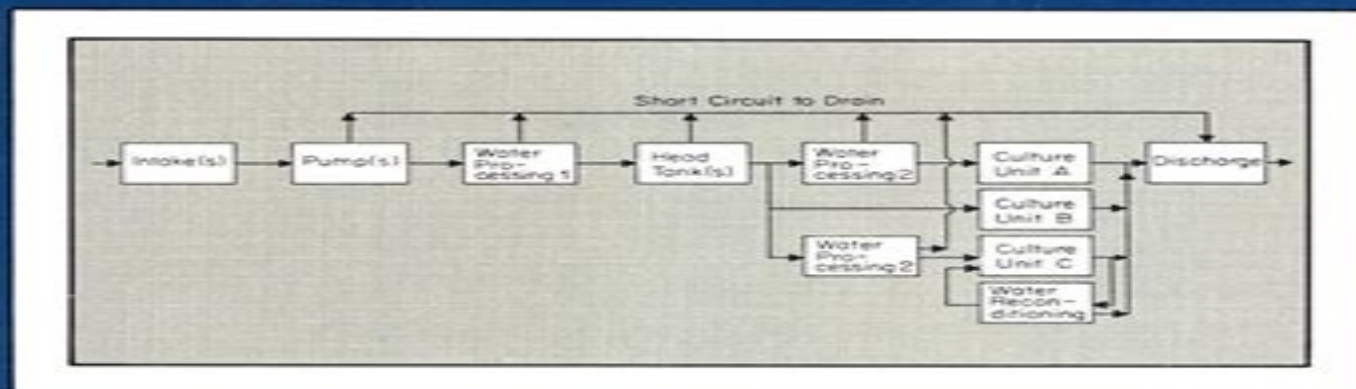 Short Circuit to Drain
Intake(s)
Pump(s)
Water
Pro-
cessing 1
Head
Tank(s)
Water
Pro-
cessing 2
Culture
Unit A
Discharge
Culture
Unit B
Water
Pro-
cessing 2
Culture
Unit C
Water
Recon-
ditioning